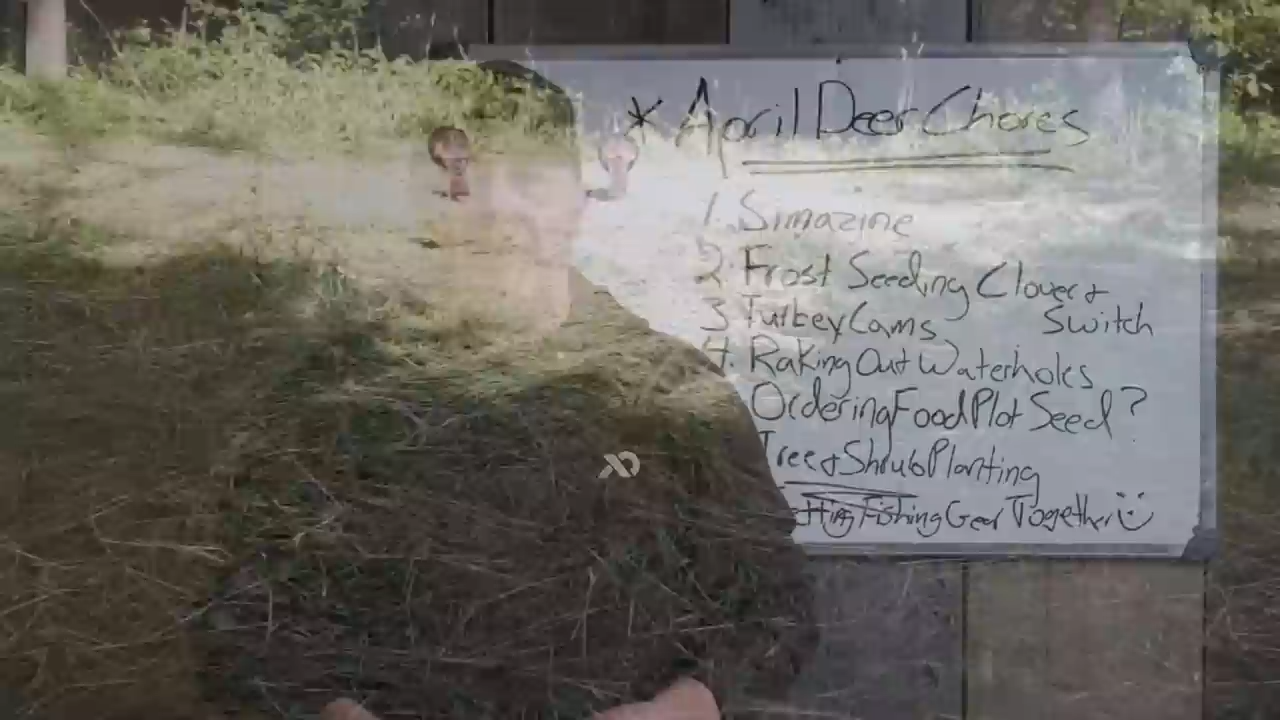 * April Deer Chores
1. Simazine
2. Frost Seeding Clover +
Switch
3. Turkey Cams
4. Raking Out Waterholes
Ordering Food Plot Seed?
Tree & Shrub Planting
Fishing Gear Together